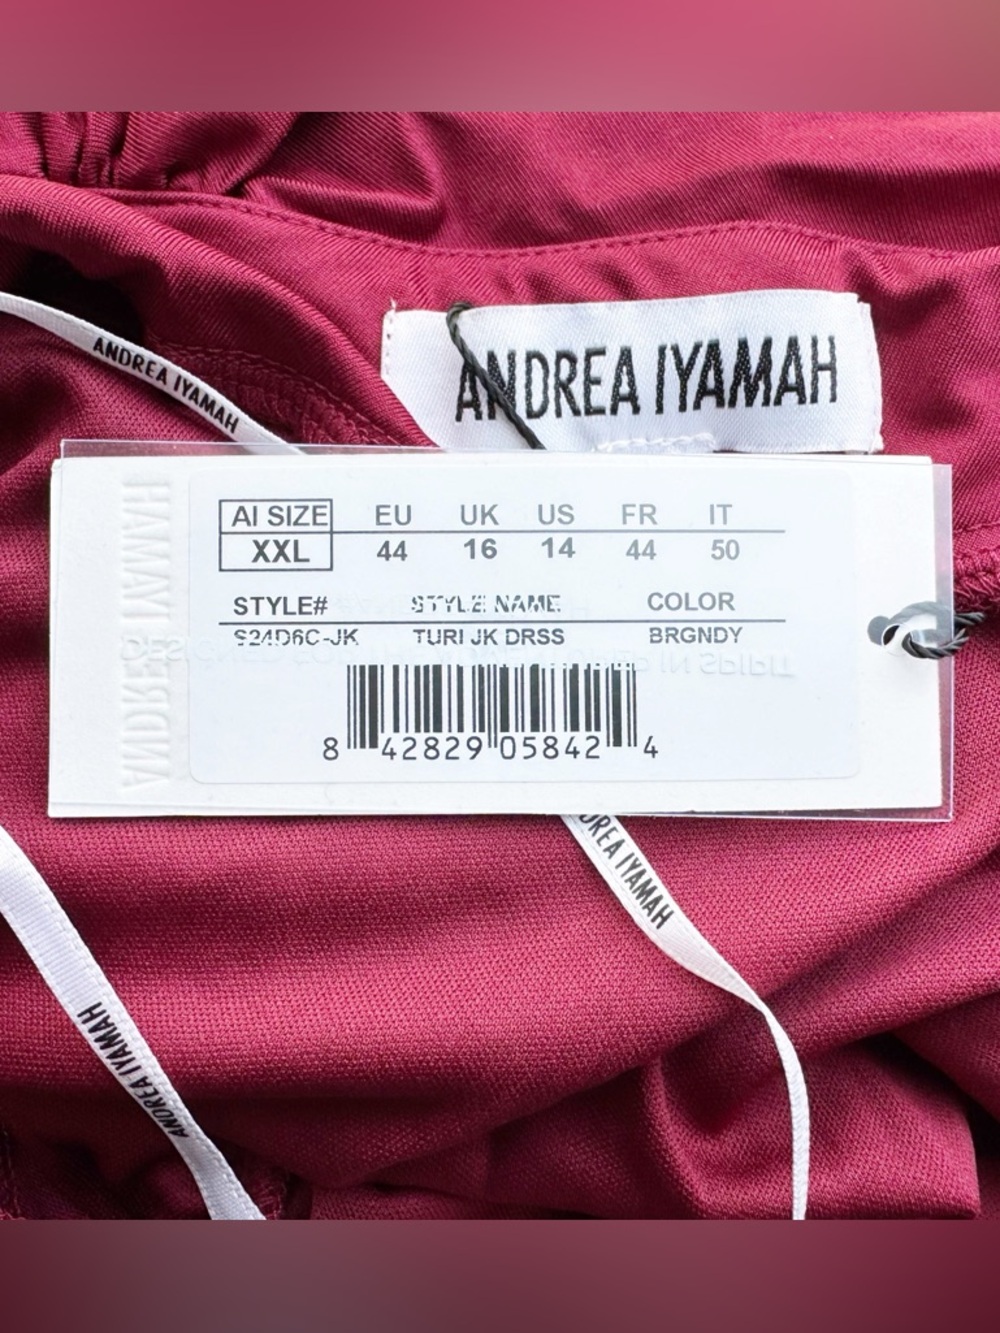 ANDREA IYAMAH
ANDREA IYAMAH
ANDREA IYAMAH
AI SIZE EU UK US FR IT
XXL 44 16 14 44 50
STYLE# STYLE NAME COLOR
S24D6C-JK TURI JK DRSS BRGNDY
8 42829 05842 4
DREA IYAMAH
ANDREA IYAMAH